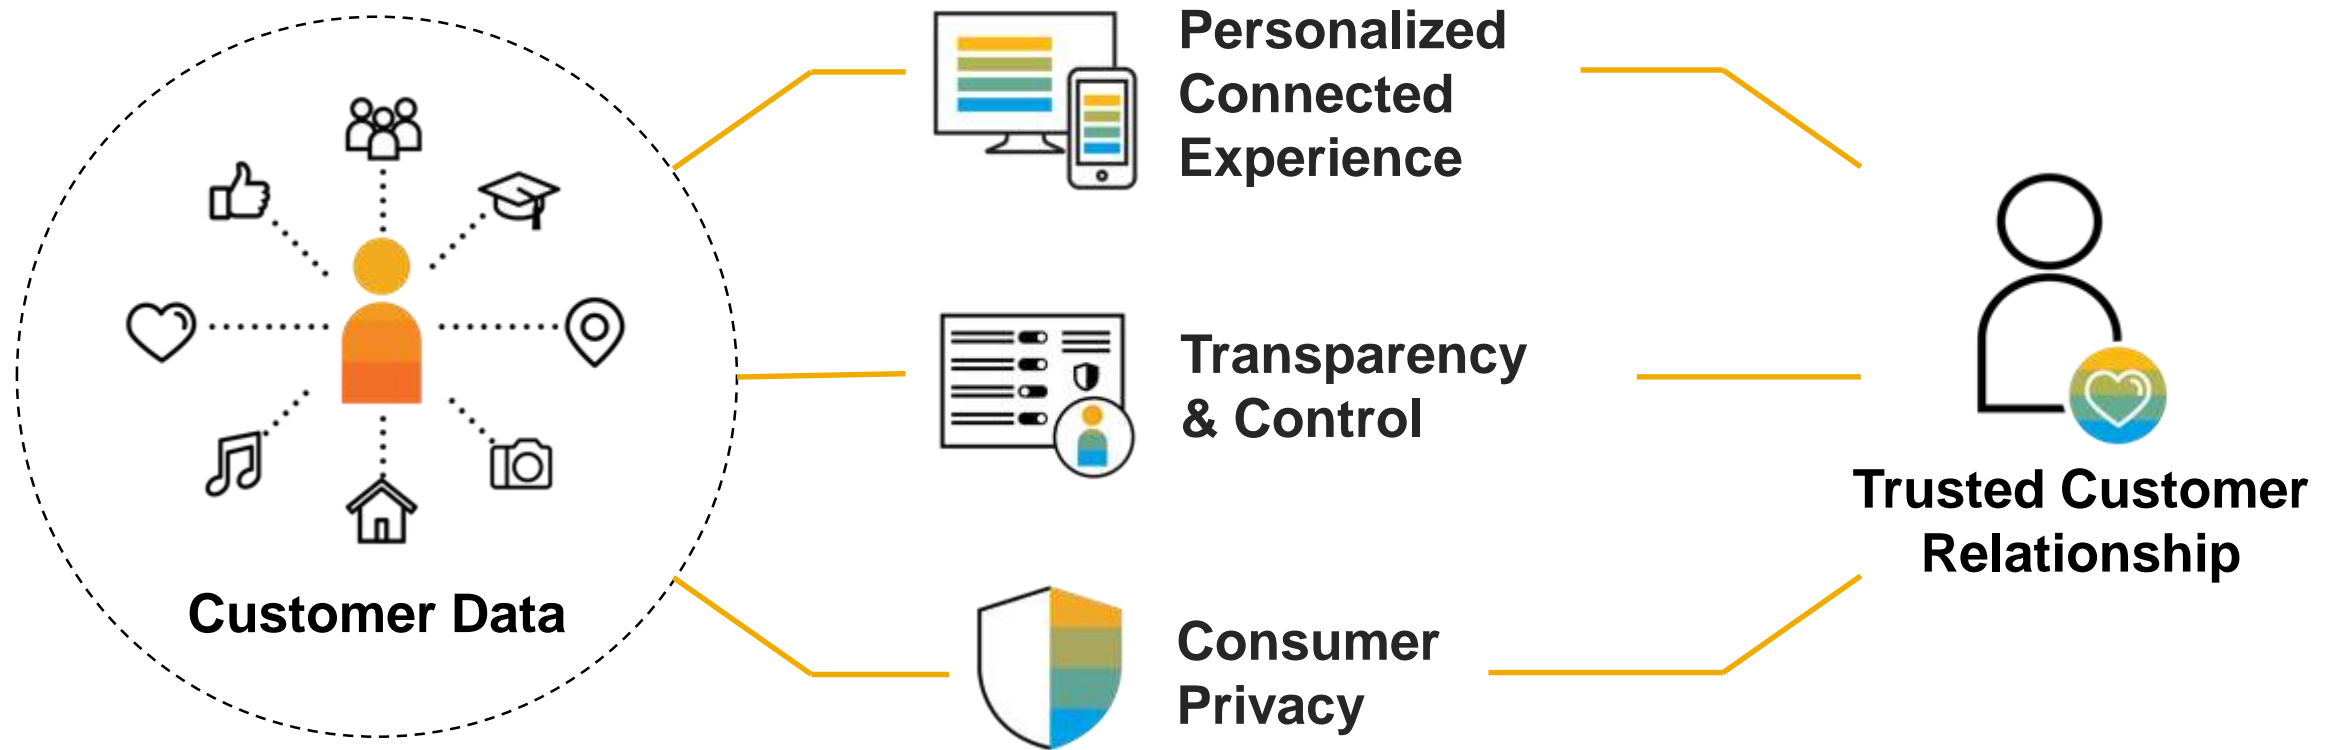 Customer Data
Personalized
Connected
Experience
Transparency
& Control
Consumer
Privacy
Trusted Customer
Relationship